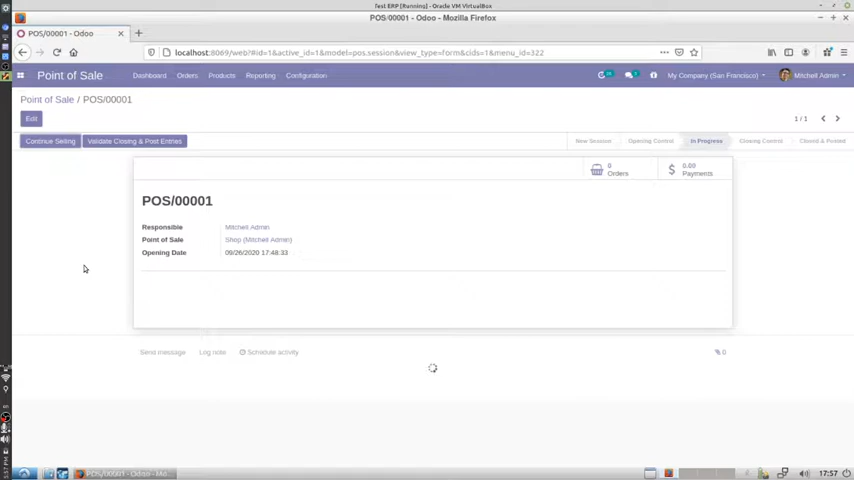 Test ERP [Running] - Oracle VM VirtualBox
POS/00001 - Odoo - Mozilla Firefox
POS/00001 - Odoo
localhost:8069/web?#id=1&active_id=1&model=pos.session&view_type=form&cids=1&menu_id=322
Point of Sale Dashboard Orders Products Reporting Configuration My Company (San Francisco) Mitchell Admin
Point of Sale / POS/00001
Edit 1 / 1
Continue Selling Validate Closing & Post Entries New Session Opening Control In Progress Closing Control Closed & Posted
0 Orders
0.00 Payments
POS/00001
Responsible Mitchell Admin
Point of Sale Shop (Mitchell Admin)
Opening Date 09/26/2020 17:48:33
Send message Log note Schedule activity 0
POS/00001 - Odoo - Mo...
17:57